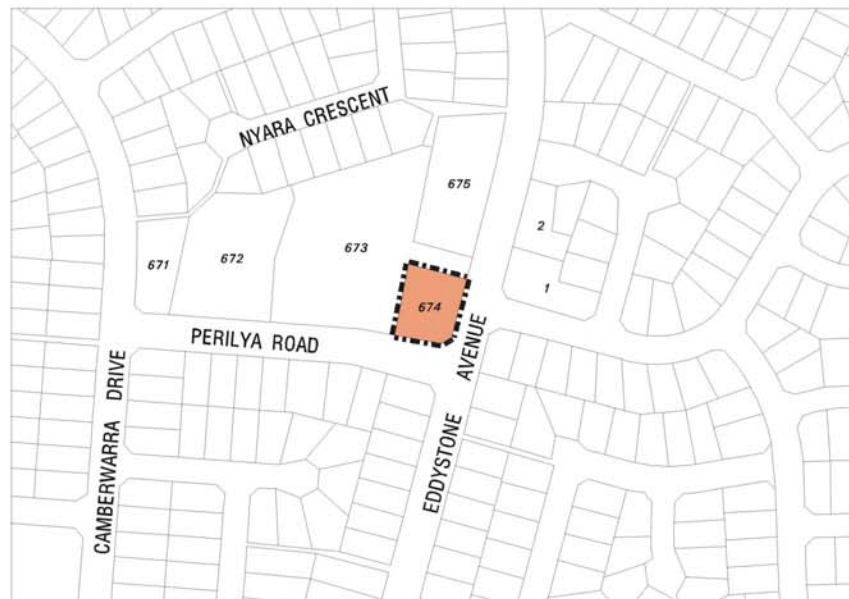 NYARA CRESCENT
675
2
673
672
671
1
674
PERILYA ROAD
EDDYSTONE AVENUE
CAMBERWARRA DRIVE